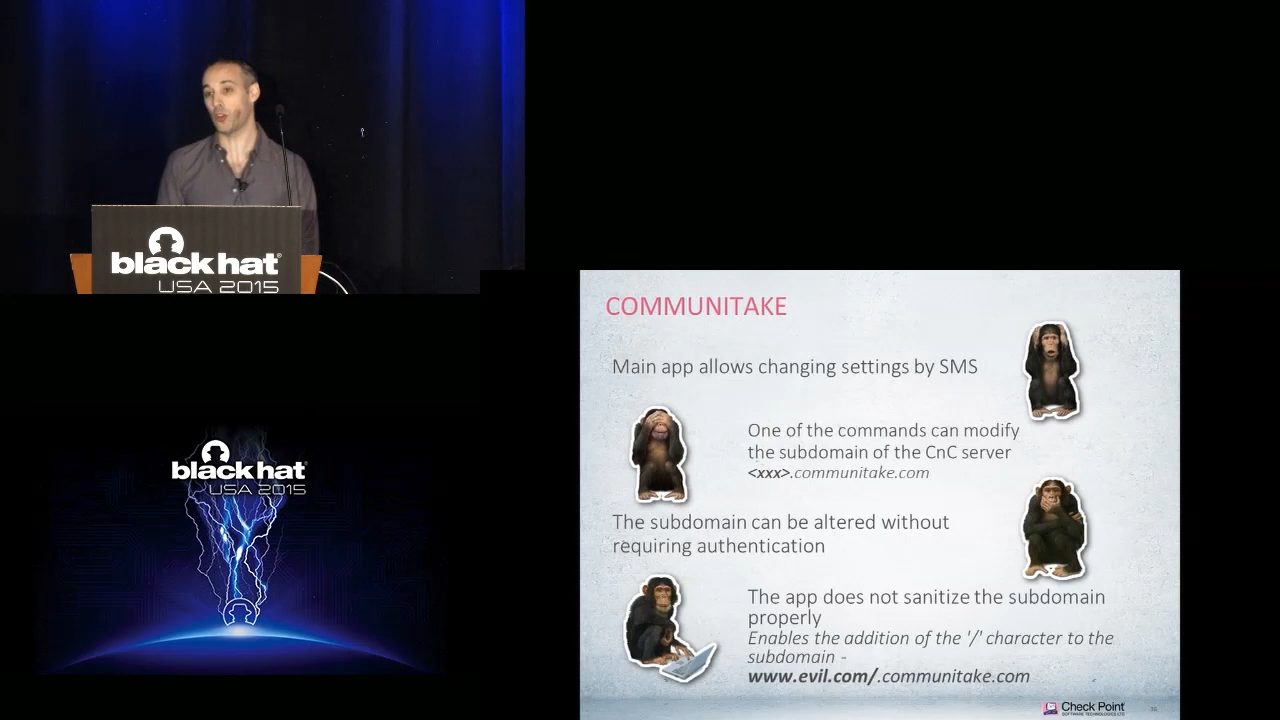 black hat
USA 2015
black hat
USA 2015
COMMUNITAKE
Main app allows changing settings by SMS
One of the commands can modify
the subdomain of the CnC server
<xxx>.communitake.com
The subdomain can be altered without
requiring authentication
The app does not sanitize the subdomain
properly
Enables the addition of the '/' character to the
subdomain -
www.evil.com/.communitake.com
Check Point
SOFTWARE TECHNOLOGIES LTD